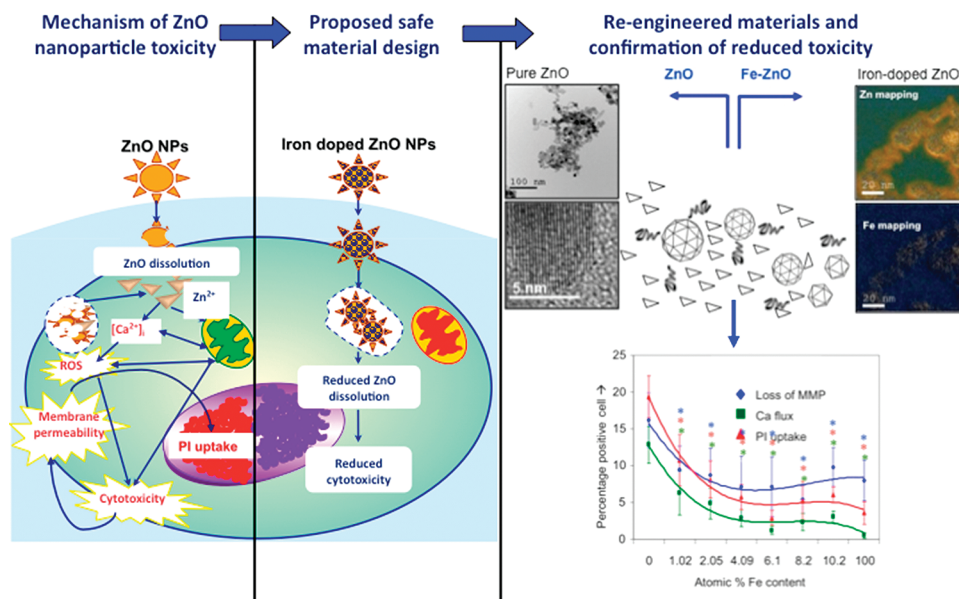 Mechanism of ZnO
nanoparticle toxicity
Proposed safe
material design
Re-engineered materials and
confirmation of reduced toxicity
ZnO NPs
ZnO dissolution
Zn²⁺
[Ca²⁺]ᵢ
ROS
Membrane
permeability
PI uptake
Cytotoxicity
Iron doped ZnO NPs
Reduced ZnO
dissolution
Reduced
cytotoxicity
Pure ZnO
100 nm
5 nm
ZnO
Fe-ZnO
Iron-doped ZnO
Zn mapping
20 nm
Fe mapping
20 nm
Percentage positive cell →
25
20
15
10
5
0
Loss of MMP
Ca flux
PI uptake
0 1.02 2.05 4.09 6.1 8.2 10.2 100
Atomic % Fe content